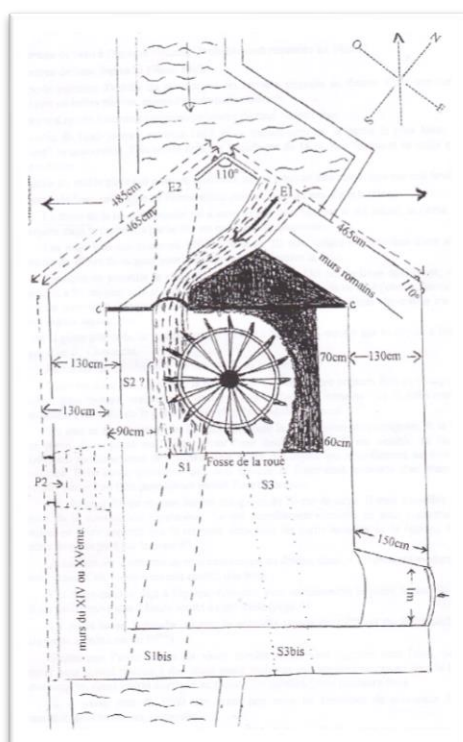 O
N
S
E
110°
E2
E1
485cm
465cm
465cm
110°
murs romains
c'
c
130cm
70cm
130cm
S2 ?
130cm
90cm
60cm
S1
Fosse de la roue
P2
S3
150cm
1m
murs du XIV ou XVème
S1bis
S3bis